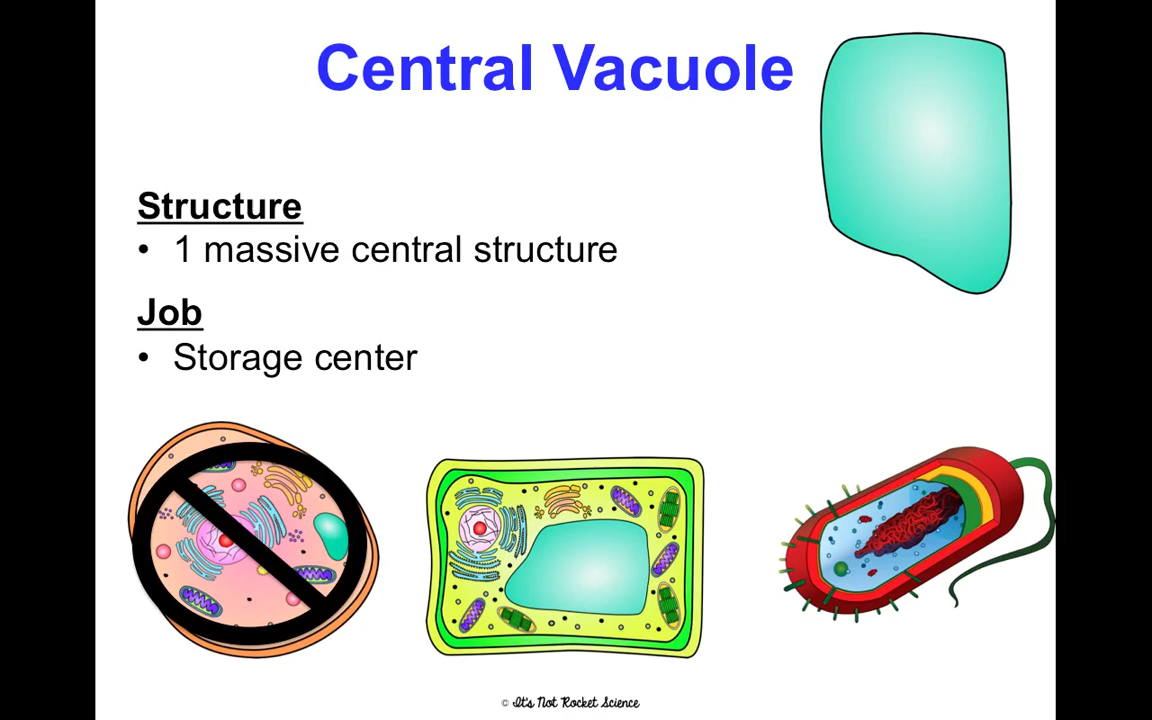 Central Vacuole
Structure
• 1 massive central structure
Job
• Storage center
© It's Not Rocket Science